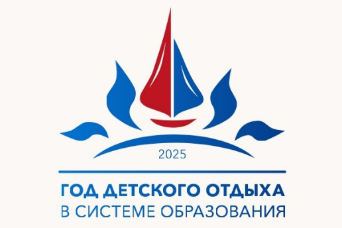 2025
ГОД ДЕТСКОГО ОТДЫХА
В СИСТЕМЕ ОБРАЗОВАНИЯ